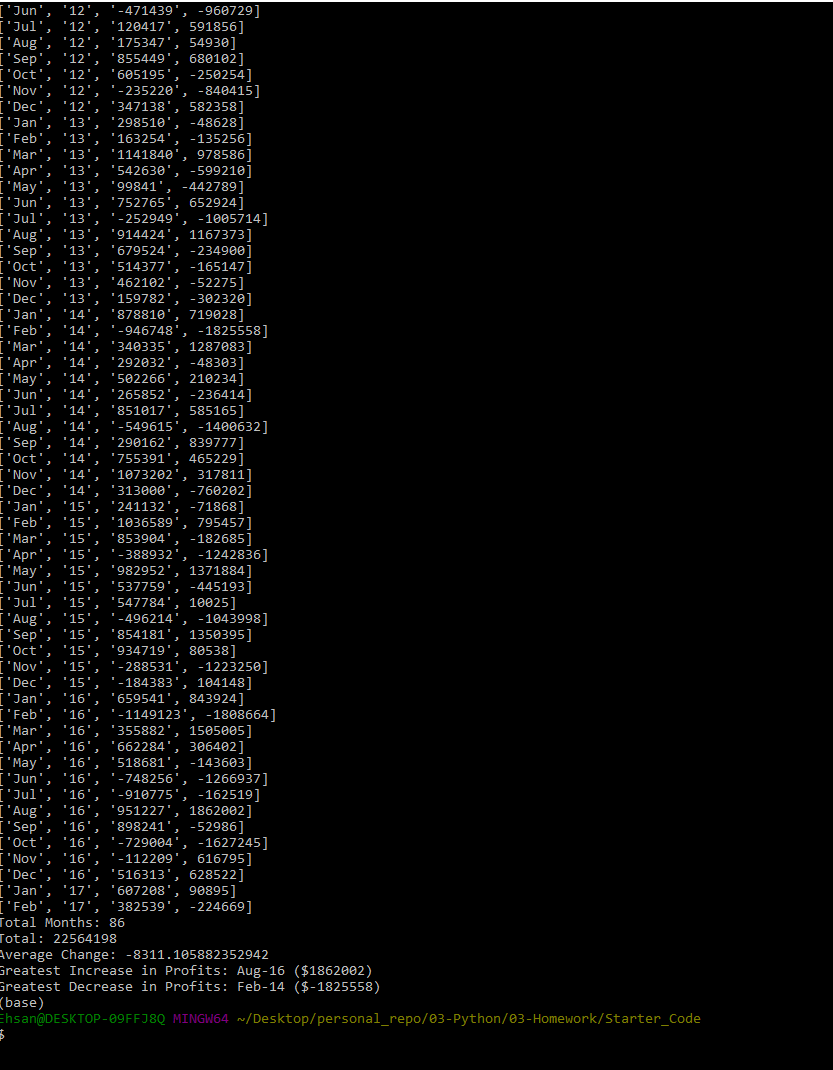 ['Jun', '12', '-471439', -960729]
['Jul', '12', '120417', 591856]
['Aug', '12', '175347', 54930]
['Sep', '12', '855449', 680102]
['Oct', '12', '605195', -250254]
['Nov', '12', '-235220', -840415]
['Dec', '12', '347138', 582358]
['Jan', '13', '298510', -48628]
['Feb', '13', '163254', -135256]
['Mar', '13', '1141840', 978586]
['Apr', '13', '542630', -599210]
['May', '13', '99841', -442789]
['Jun', '13', '752765', 652924]
['Jul', '13', '-252949', -1005714]
['Aug', '13', '914424', 1167373]
['Sep', '13', '679524', -234900]
['Oct', '13', '514377', -165147]
['Nov', '13', '462102', -52275]
['Dec', '13', '159782', -302320]
['Jan', '14', '878810', 719028]
['Feb', '14', '-946748', -1825558]
['Mar', '14', '340335', 1287083]
['Apr', '14', '292032', -48303]
['May', '14', '502266', 210234]
['Jun', '14', '265852', -236414]
['Jul', '14', '851017', 585165]
['Aug', '14', '-549615', -1400632]
['Sep', '14', '290162', 839777]
['Oct', '14', '755391', 465229]
['Nov', '14', '1073202', 317811]
['Dec', '14', '313000', -760202]
['Jan', '15', '241132', -71868]
['Feb', '15', '1036589', 795457]
['Mar', '15', '853904', -182685]
['Apr', '15', '-388932', -1242836]
['May', '15', '982952', 1371884]
['Jun', '15', '537759', -445193]
['Jul', '15', '547784', 10025]
['Aug', '15', '-496214', -1043998]
['Sep', '15', '854181', 1350395]
['Oct', '15', '934719', 80538]
['Nov', '15', '-288531', -1223250]
['Dec', '15', '-184383', 104148]
['Jan', '16', '659541', 843924]
['Feb', '16', '-1149123', -1808664]
['Mar', '16', '355882', 1505005]
['Apr', '16', '662284', 306402]
['May', '16', '518681', -143603]
['Jun', '16', '-748256', -1266937]
['Jul', '16', '-910775', -162519]
['Aug', '16', '951227', 1862002]
['Sep', '16', '898241', -52986]
['Oct', '16', '-729004', -1627245]
['Nov', '16', '-112209', 616795]
['Dec', '16', '516313', 628522]
['Jan', '17', '607208', 90895]
['Feb', '17', '382539', -224669]
Total Months: 86
Total: 22564198
Average Change: -8311.105882352942
Greatest Increase in Profits: Aug-16 ($1862002)
Greatest Decrease in Profits: Feb-14 ($-1825558)
(base)
Ehsan@DESKTOP-09FFJ8Q MINGW64 ~/Desktop/personal_repo/03-Python/03-Homework/Starter_Code
$